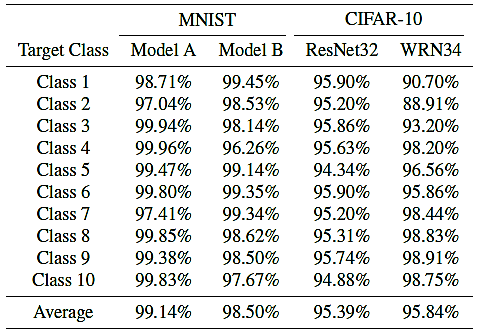 MNIST CIFAR-10
Target Class Model A Model B ResNet32 WRN34
Class 1 98.71% 99.45% 95.90% 90.70%
Class 2 97.04% 98.53% 95.20% 88.91%
Class 3 99.94% 98.14% 95.86% 93.20%
Class 4 99.96% 96.26% 95.63% 98.20%
Class 5 99.47% 99.14% 94.34% 96.56%
Class 6 99.80% 99.35% 95.90% 95.86%
Class 7 97.41% 99.34% 95.20% 98.44%
Class 8 99.85% 98.62% 95.31% 98.83%
Class 9 99.38% 98.50% 95.74% 98.91%
Class 10 99.83% 97.67% 94.88% 98.75%
Average 99.14% 98.50% 95.39% 95.84%